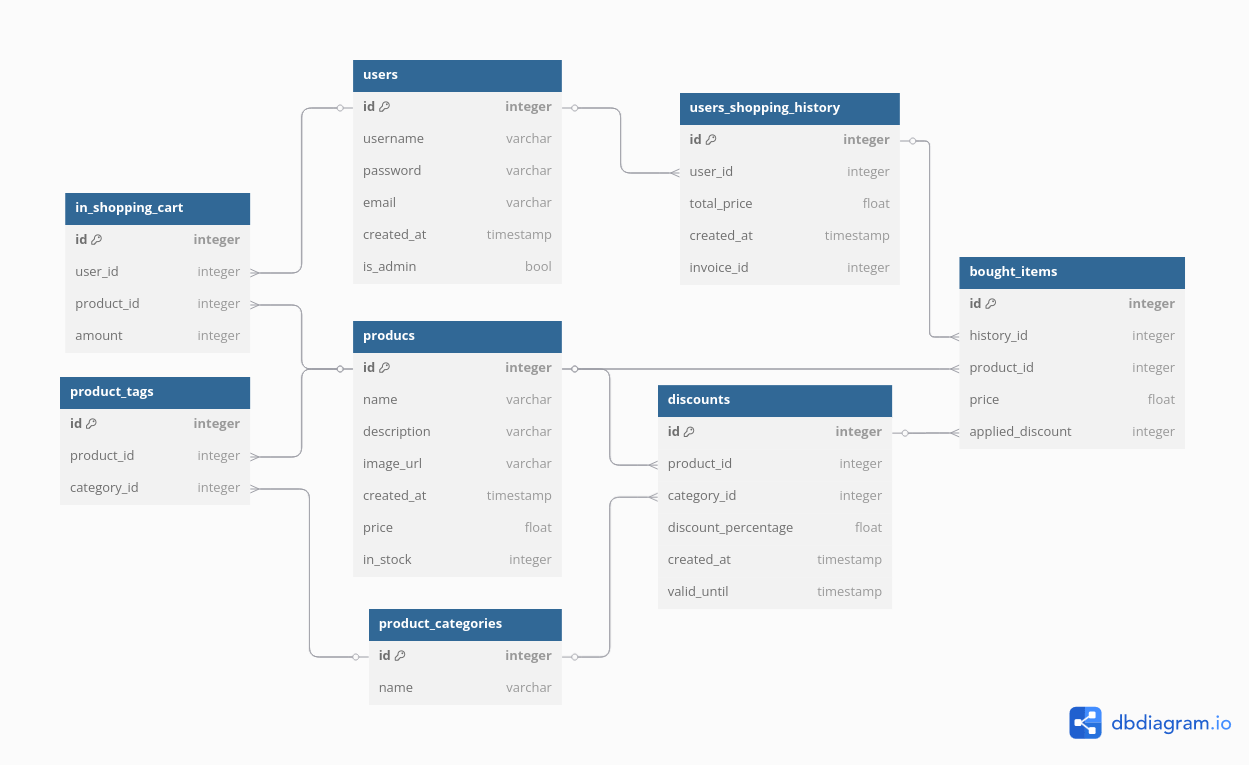 users
id integer
username varchar
password varchar
email varchar
created_at timestamp
is_admin bool
users_shopping_history
id integer
user_id integer
total_price float
created_at timestamp
invoice_id integer
in_shopping_cart
id integer
user_id integer
product_id integer
amount integer
bought_items
id integer
history_id integer
product_id integer
price float
applied_discount integer
producs
id integer
name varchar
description varchar
image_url varchar
created_at timestamp
price float
in_stock integer
product_tags
id integer
product_id integer
category_id integer
discounts
id integer
product_id integer
category_id integer
discount_percentage float
created_at timestamp
valid_until timestamp
product_categories
id integer
name varchar
dbdiagram.io